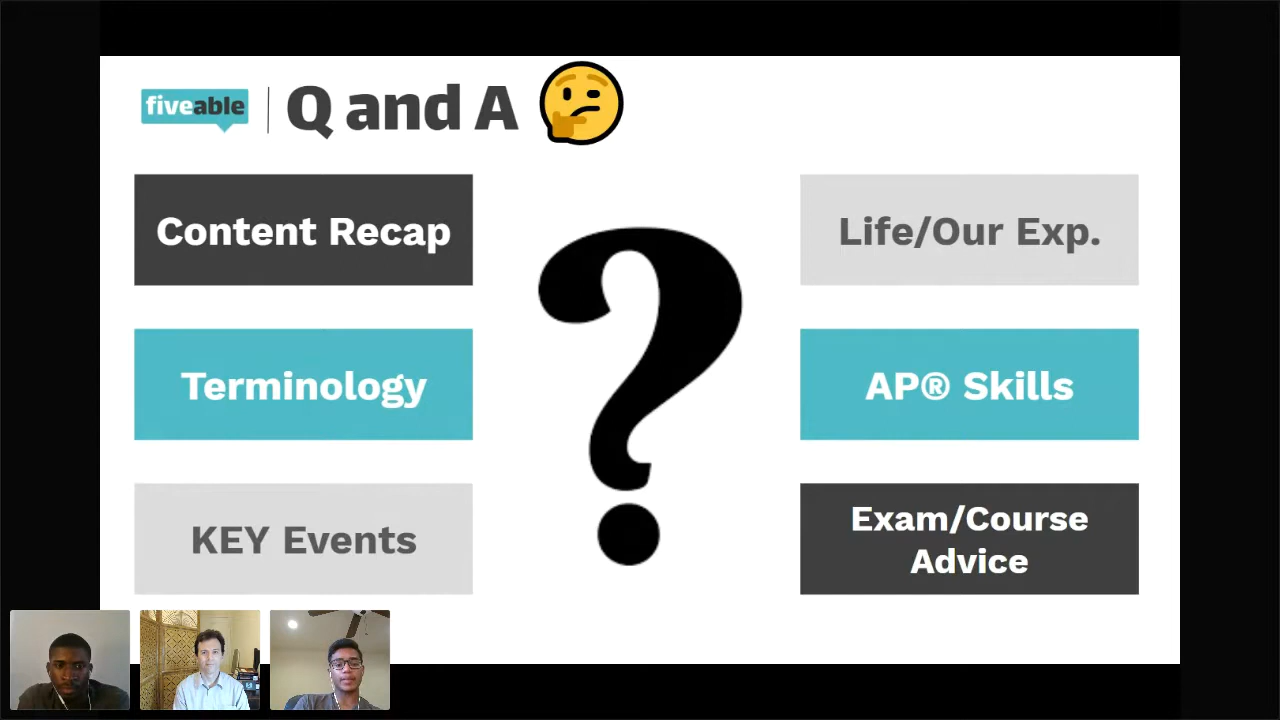 fiveable
Q and A
Content Recap
Life/Our Exp.
Terminology
AP® Skills
KEY Events
Exam/Course
Advice
?